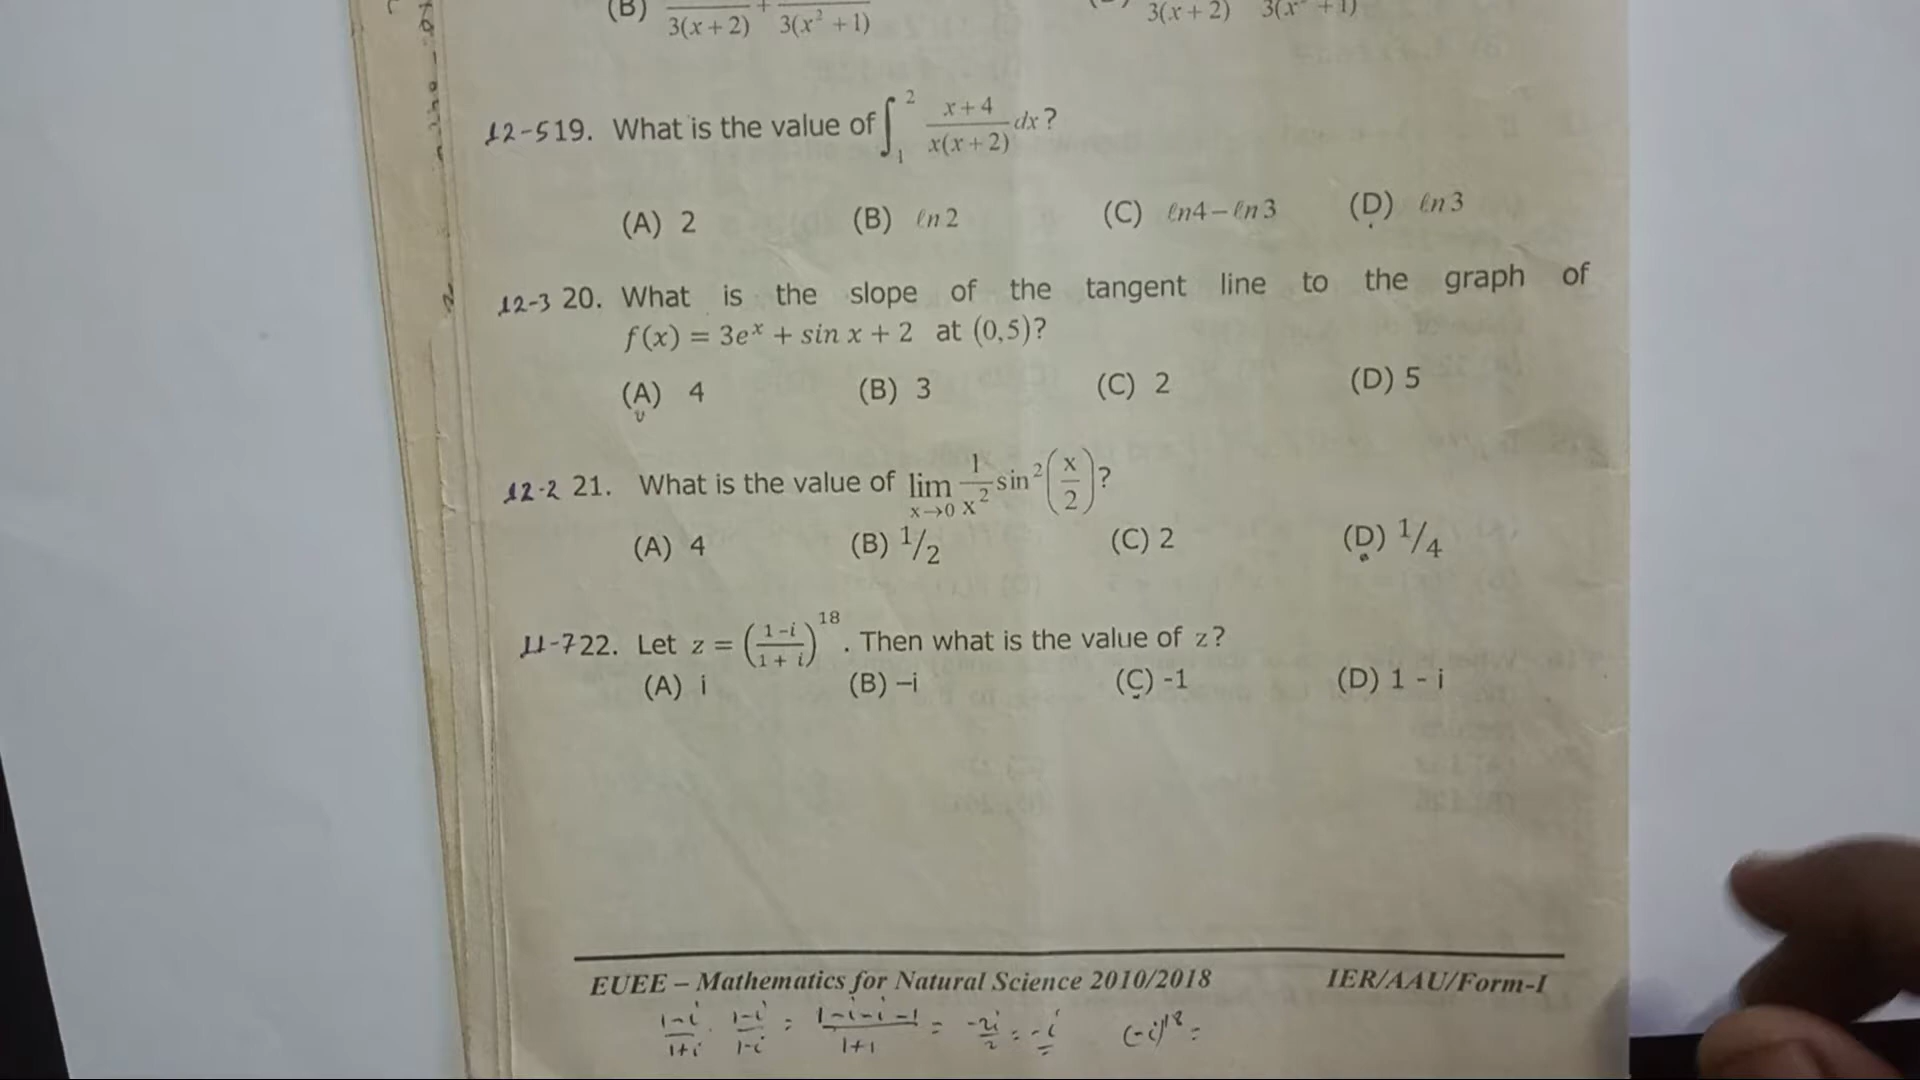 (B) 3(x+2) + 3(x² + 1) 3(x+2) 3(x² + 1)
12-5 19. What is the value of ∫₁² x+4 / x(x+2) dx?
(A) 2 (B) ℓn2 (C) ℓn4−ℓn3 (D) ℓn3
12-3 20. What is the slope of the tangent line to the graph of
f(x) = 3eˣ + sin x + 2 at (0,5)?
(A) 4 (B) 3 (C) 2 (D) 5
12-2 21. What is the value of lim x→0 1/x² sin²(x/2)?
(A) 4 (B) 1/2 (C) 2 (D) 1/4
11-7 22. Let z = (1-i / 1+i)¹⁸. Then what is the value of z?
(A) i (B) –i (C) -1 (D) 1 - i
EUEE – Mathematics for Natural Science 2010/2018 IER/AAU/Form-I
1-i/1+i · 1-i/1-i = 1-i-i-1/1+1 = -2i/2 = -i (-i)¹⁸ =